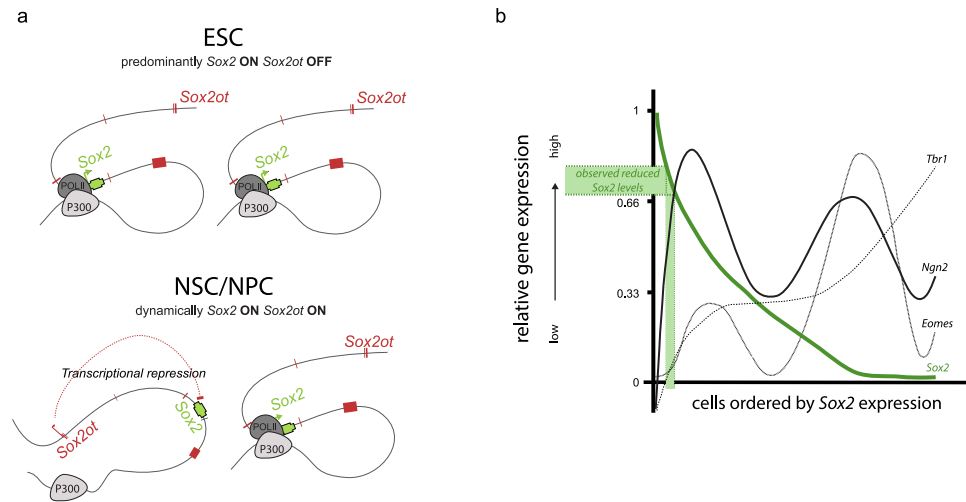 a
ESC
predominantly Sox2 ON Sox2ot OFF
Sox2ot
Sox2
POLII
P300
Sox2ot
Sox2
POLII
P300
NSC/NPC
dynamically Sox2 ON Sox2ot ON
Transcriptional repression
Sox2ot
Sox2
P300
Sox2ot
Sox2
POLII
P300
b
relative gene expression
low
high
1
0.66
0.33
0
observed reduced
Sox2 levels
Tbr1
Ngn2
Eomes
Sox2
cells ordered by Sox2 expression